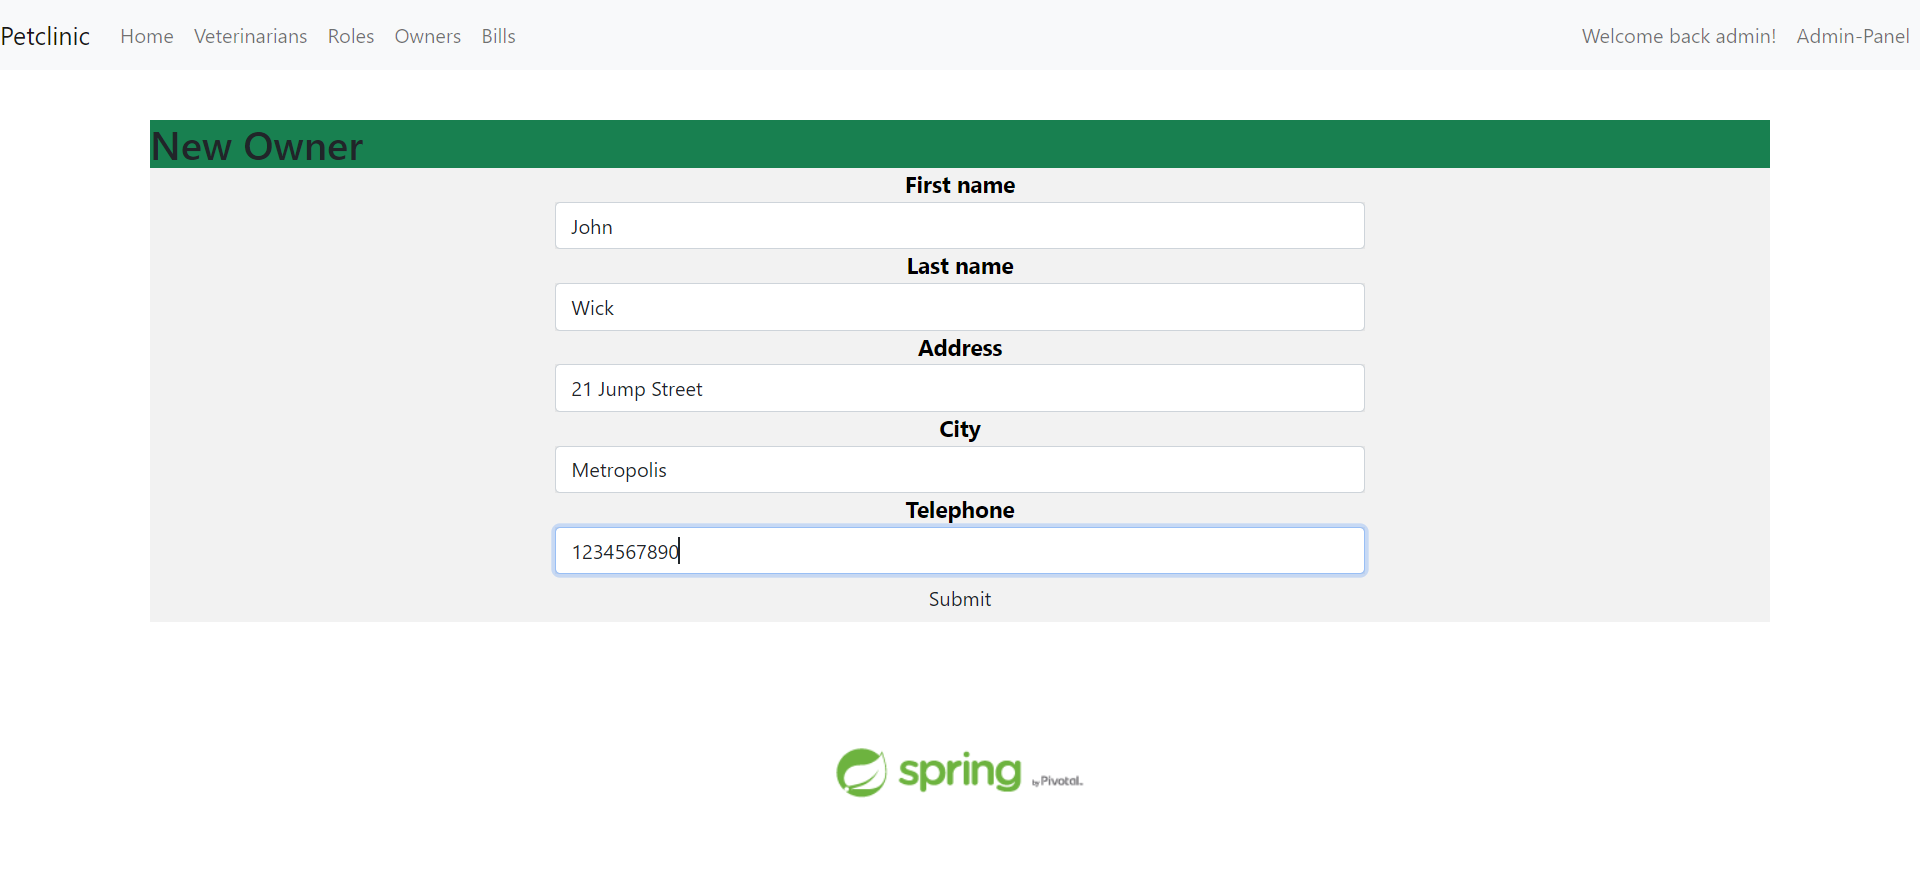 Petclinic Home Veterinarians Roles Owners Bills Welcome back admin! Admin-Panel
New Owner
First name
John
Last name
Wick
Address
21 Jump Street
City
Metropolis
Telephone
1234567890
Submit
spring by Pivotal.